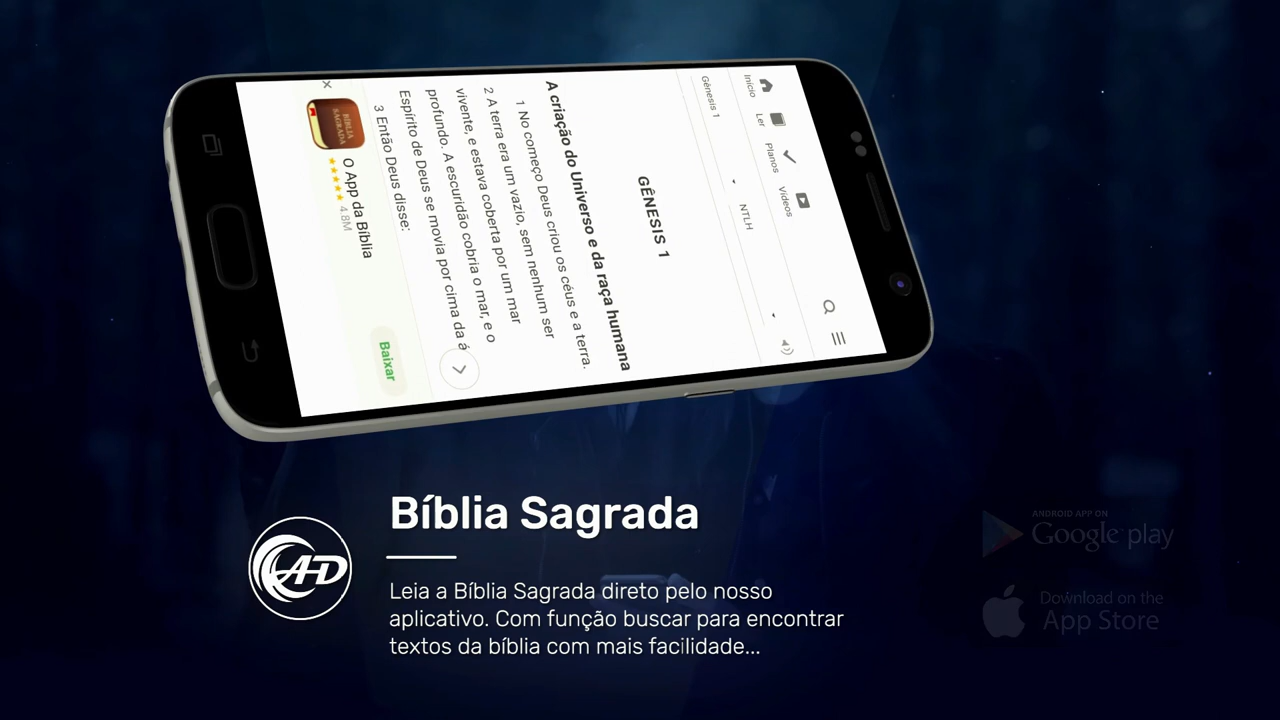 Início
Ler
Planos
Vídeos
Gênesis 1
NTLH
GÊNESIS 1
A criação do Universo e da raça humana
1 No começo Deus criou os céus e a terra.
2 A terra era um vazio, sem nenhum ser
vivente, e estava coberta por um mar
profundo. A escuridão cobria o mar, e o
Espírito de Deus se movia por cima da á
3 Então Deus disse:
BÍBLIA
SAGRADA
O App da Bíblia
4.8M
Baixar
AD
Bíblia Sagrada
Leia a Bíblia Sagrada direto pelo nosso
aplicativo. Com função buscar para encontrar
textos da bíblia com mais facilidade...
ANDROID APP ON
Google play
Download on the
App Store